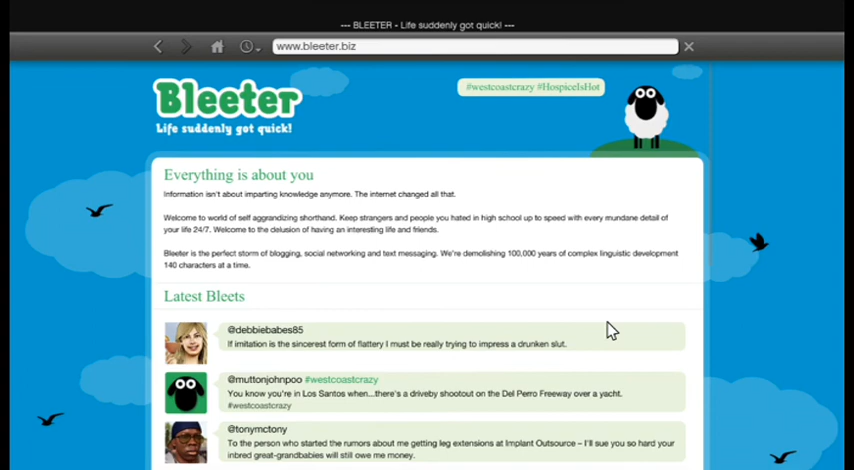 --- BLEETER - Life suddenly got quick! ---
www.bleeter.biz
Bleeter
Life suddenly got quick!
#westcoastcrazy #HospiceIsHot
Everything is about you
Information isn't about imparting knowledge anymore. The internet changed all that.
Welcome to world of self aggrandizing shorthand. Keep strangers and people you hated in high school up to speed with every mundane detail of
your life 24/7. Welcome to the delusion of having an interesting life and friends.
Bleeter is the perfect storm of blogging, social networking and text messaging. We're demolishing 100,000 years of complex linguistic development
140 characters at a time.
Latest Bleets
@debbiebabes85
If imitation is the sincerest form of flattery I must be really trying to impress a drunken slut.
@muttonjohnpoo #westcoastcrazy
You know you're in Los Santos when...there's a driveby shootout on the Del Perro Freeway over a yacht.
#westcoastcrazy
@tonymctony
To the person who started the rumors about me getting leg extensions at Implant Outsource – I'll sue you so hard your
inbred great-grandbabies will still owe me money.